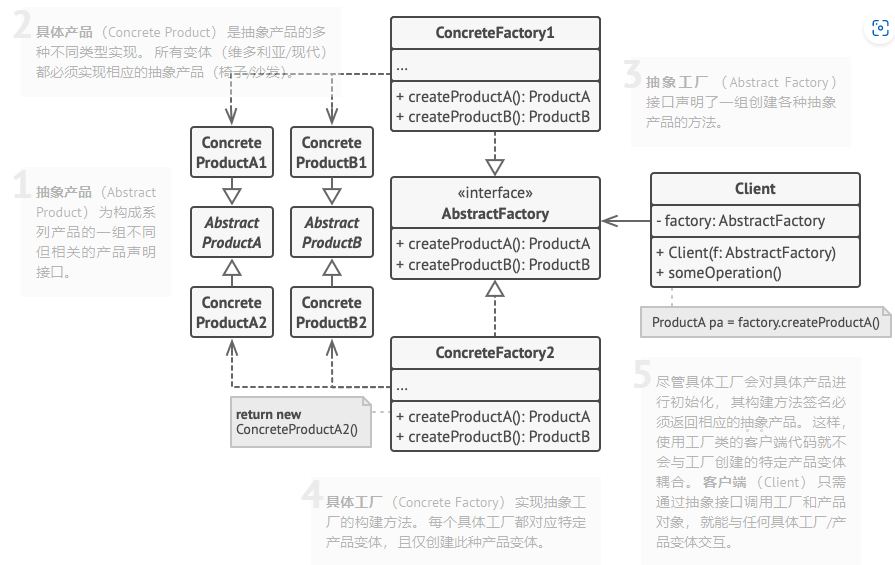 2
具体产品（Concrete Product）是抽象产品的多
种不同类型实现。 所有变体（维多利亚/现代）
都必须实现相应的抽象产品（椅子/沙发）。
ConcreteFactory1
...
+ createProductA(): ProductA
+ createProductB(): ProductB
3
抽象工厂 （Abstract Factory）
接口声明了一组创建各种抽象
产品的方法。
Concrete
ProductA1
Concrete
ProductB1
1
抽象产品（Abstract
Product）为构成系
列产品的一组不同
但相关的产品声明
接口。
Abstract
ProductA
Abstract
ProductB
«interface»
AbstractFactory
+ createProductA(): ProductA
+ createProductB(): ProductB
Client
- factory: AbstractFactory
+ Client(f: AbstractFactory)
+ someOperation()
ProductA pa = factory.createProductA()
Concrete
ProductA2
Concrete
ProductB2
ConcreteFactory2
...
+ createProductA(): ProductA
+ createProductB(): ProductB
return new
ConcreteProductA2()
4
具体工厂（Concrete Factory）实现抽象工
厂的构建方法。 每个具体工厂都对应特定
产品变体， 且仅创建此种产品变体。
5
尽管具体工厂会对具体产品进
行初始化， 其构建方法签名必
须返回相应的抽象产品。 这样，
使用工厂类的客户端代码就不
会与工厂创建的特定产品变体
耦合。 客户端 （Client） 只需
通过抽象接口调用工厂和产品
对象， 就能与任何具体工厂/产
品变体交互。